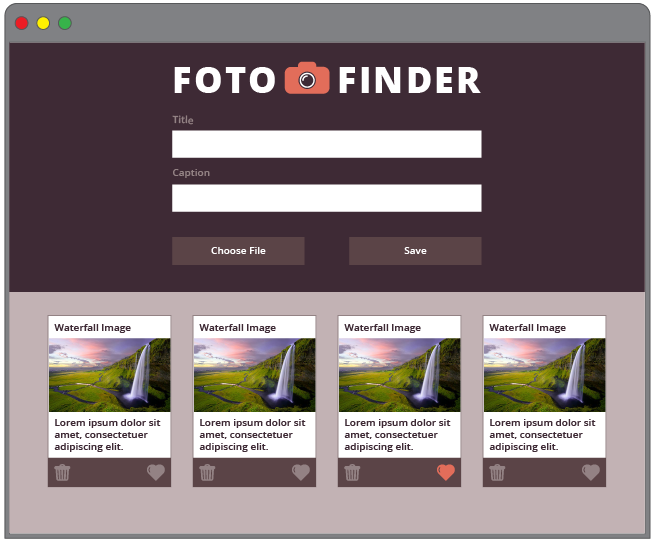 FOTO FINDER
Title
Caption
Choose File Save
Waterfall Image Waterfall Image Waterfall Image Waterfall Image
Lorem ipsum dolor sit Lorem ipsum dolor sit Lorem ipsum dolor sit Lorem ipsum dolor sit
amet, consectetuer amet, consectetuer amet, consectetuer amet, consectetuer
adipiscing elit. adipiscing elit. adipiscing elit. adipiscing elit.